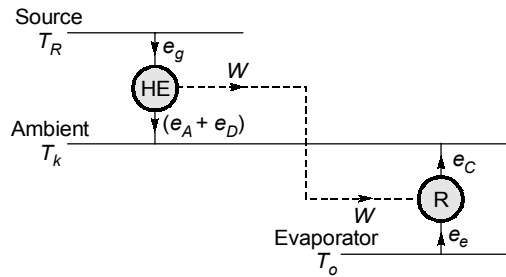 Source
T_R
e_g
HE
W
Ambient
(e_A + e_D)
T_k
e_C
R
W
Evaporator
e_e
T_o